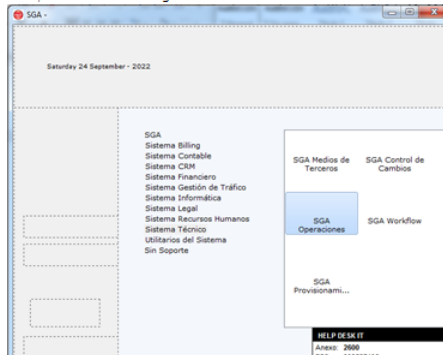 SGA -
Saturday 24 September - 2022
SGA
Sistema Billing
Sistema Contable
Sistema CRM
Sistema Financiero
Sistema Gestión de Tráfico
Sistema Informática
Sistema Legal
Sistema Recursos Humanos
Sistema Técnico
Utilitarios del Sistema
Sin Soporte
SGA Medios de
Terceros
SGA Control de
Cambios
SGA
Operaciones
SGA Workflow
SGA
Provisionami...
HELP DESK IT
Anexo: 2600